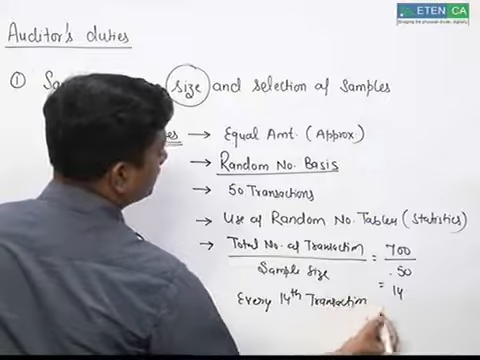 ETEN CA
Auditor's duties
① size and selection of samples
→ Equal Amt. (Approx)
→ Random No. Basis
→ 50 Transactions
→ Use of Random No. Tables (Statistics)
→ Total No. of Transaction = 700
Sample Size .50
= 14
Every 14th Transaction